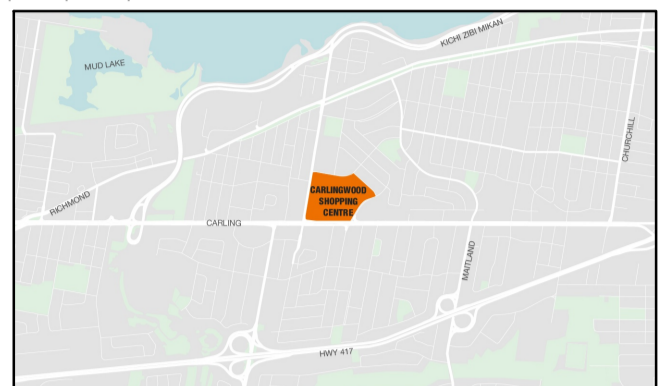 KICHI ZIBI MIKAN
MUD LAKE
CHURCHILL
RICHMOND
CARLINGWOOD
SHOPPING
CENTRE
CARLING
MAITLAND
HWY 417